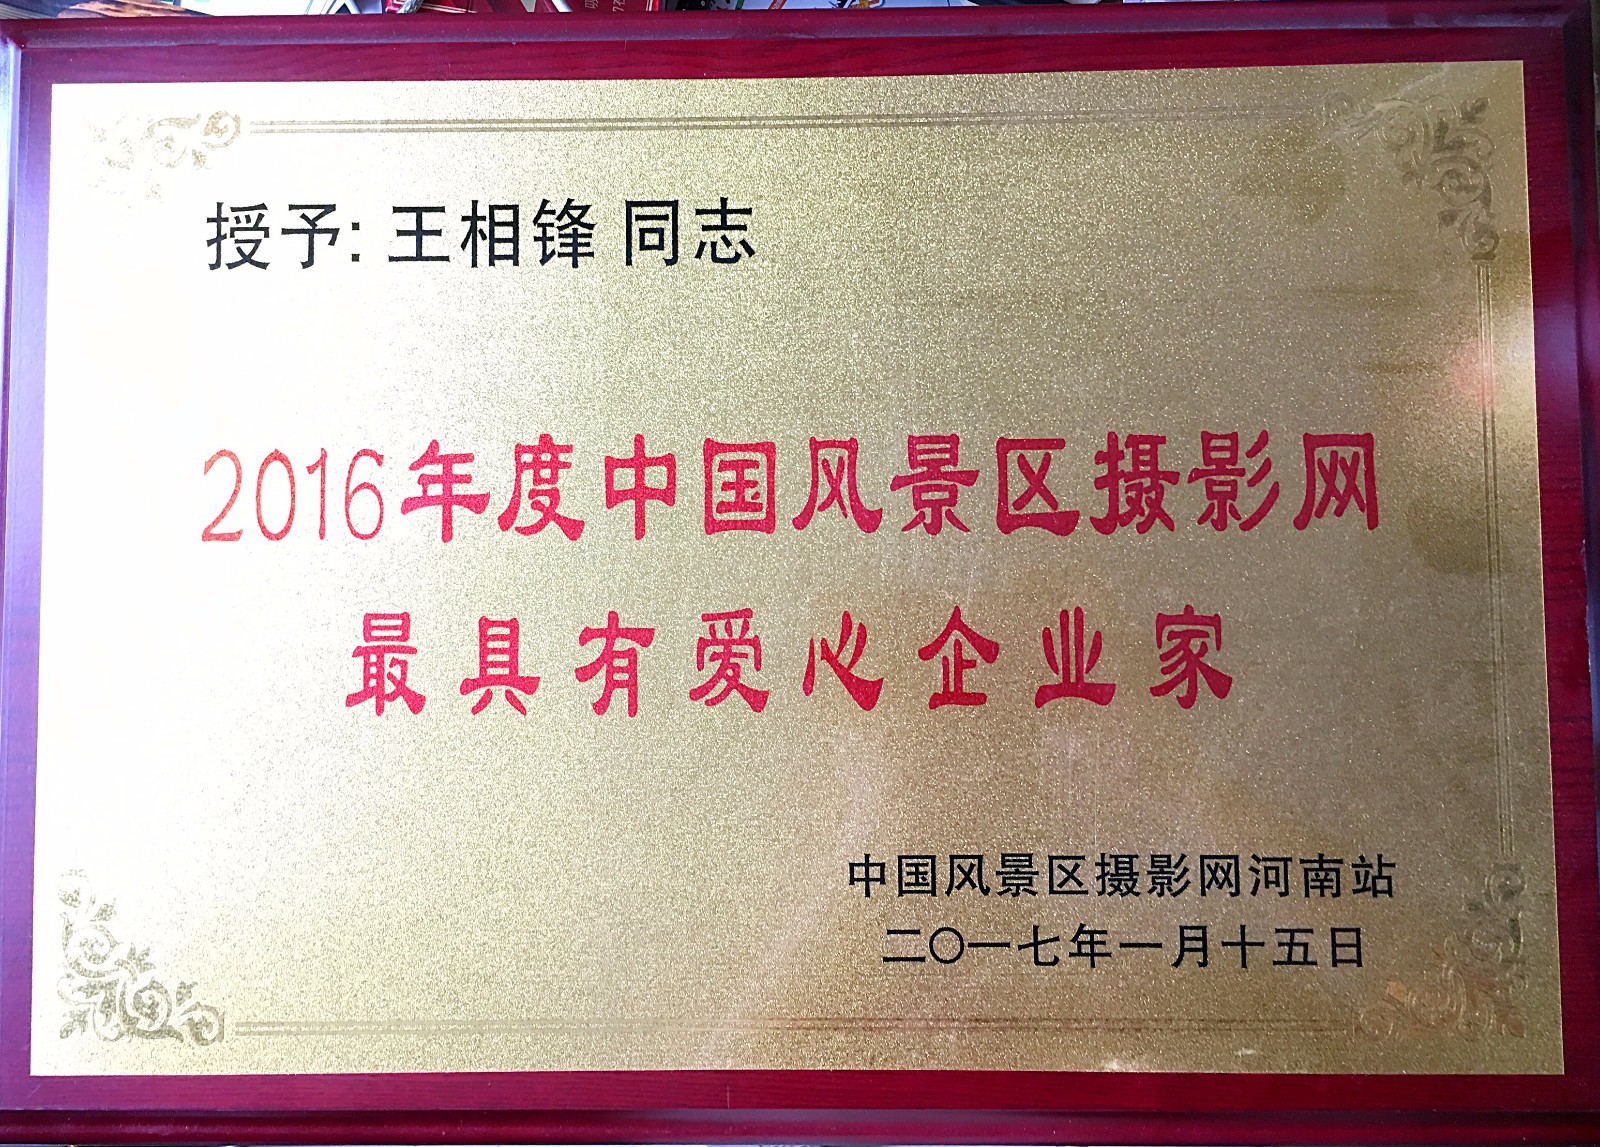 授予: 王相锋 同志
2016年度中国风景区摄影网
最具有爱心企业家
中国风景区摄影网河南站
二〇一七年一月十五日